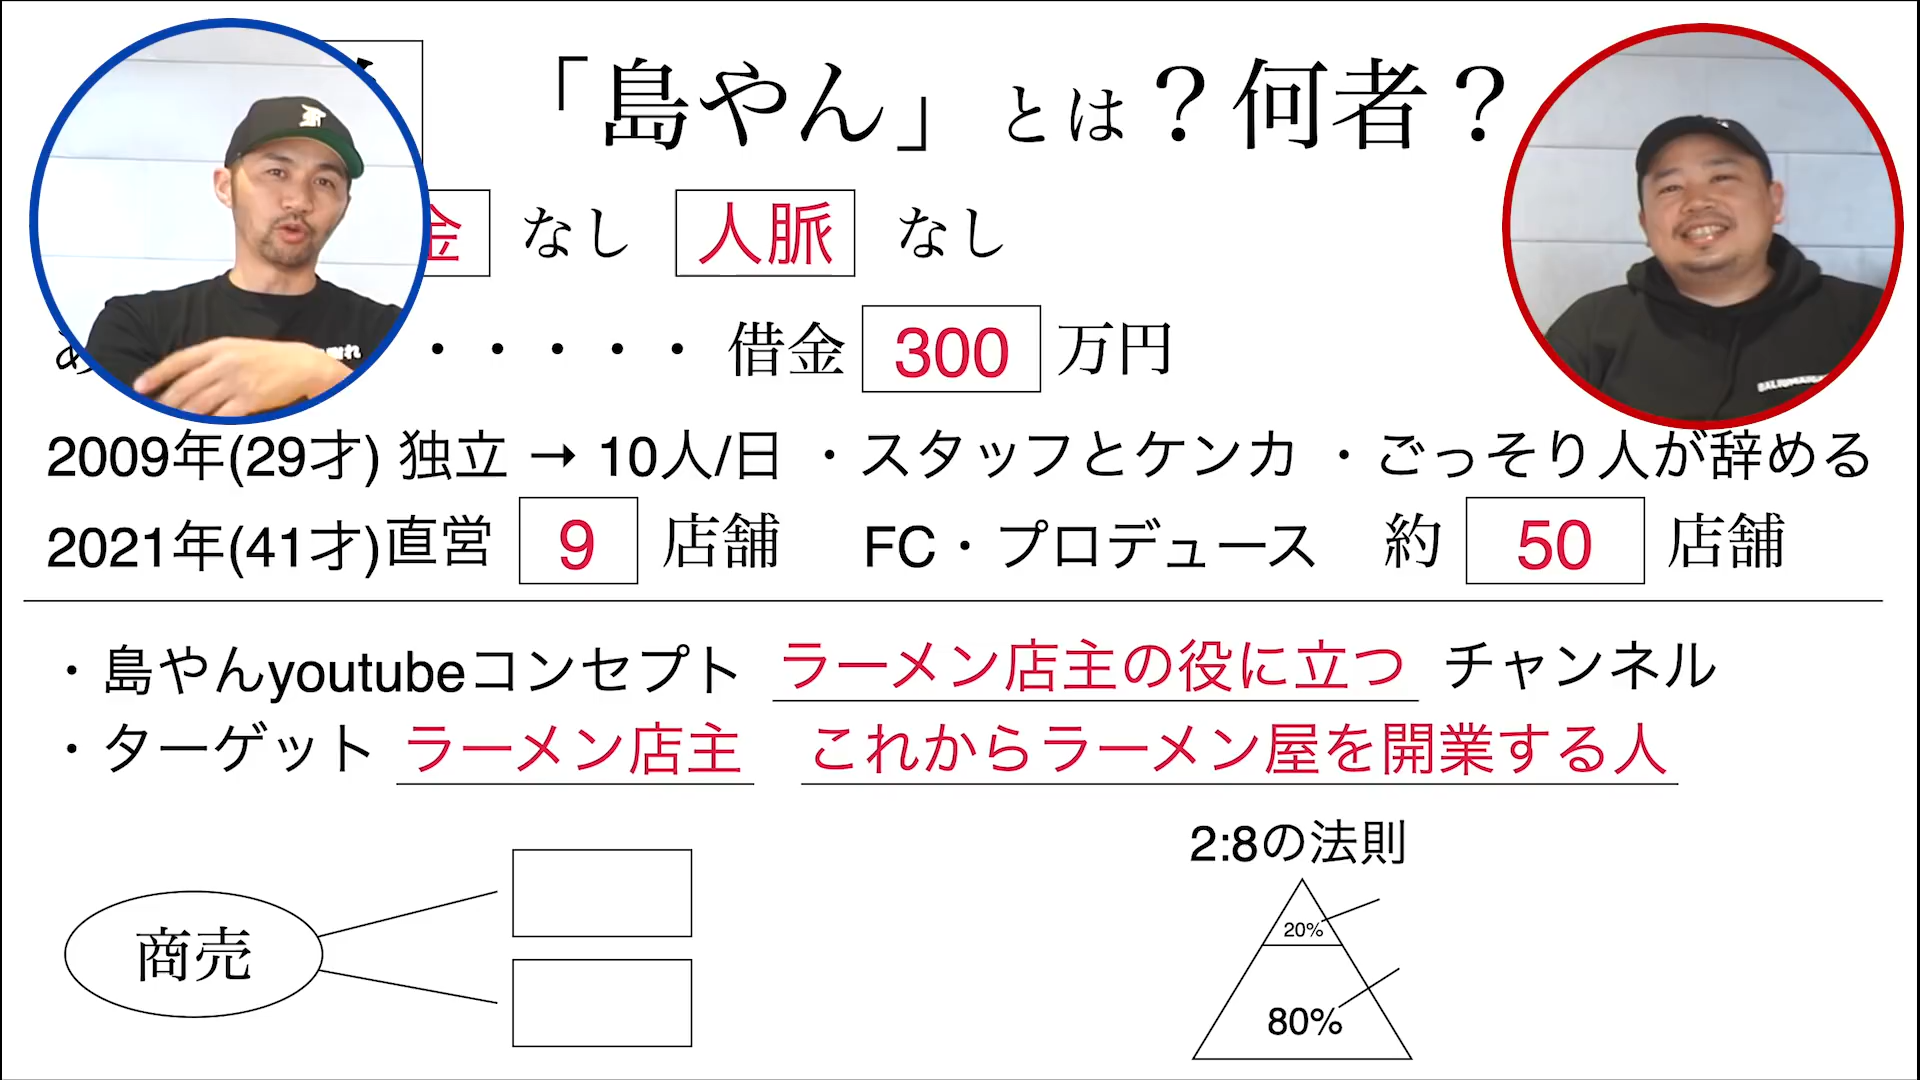 「島やん」とは？何者？
金 なし 人脈 なし
・・・・・ 借金 300 万円
2009年(29才) 独立 → 10人/日 ・スタッフとケンカ ・ごっそり人が辞める
2021年(41才)直営 9 店舗 FC・プロデュース 約 50 店舗
・島やんyoutubeコンセプト ラーメン店主の役に立つ チャンネル
・ターゲット ラーメン店主 これからラーメン屋を開業する人
商売
2:8の法則
20%
80%